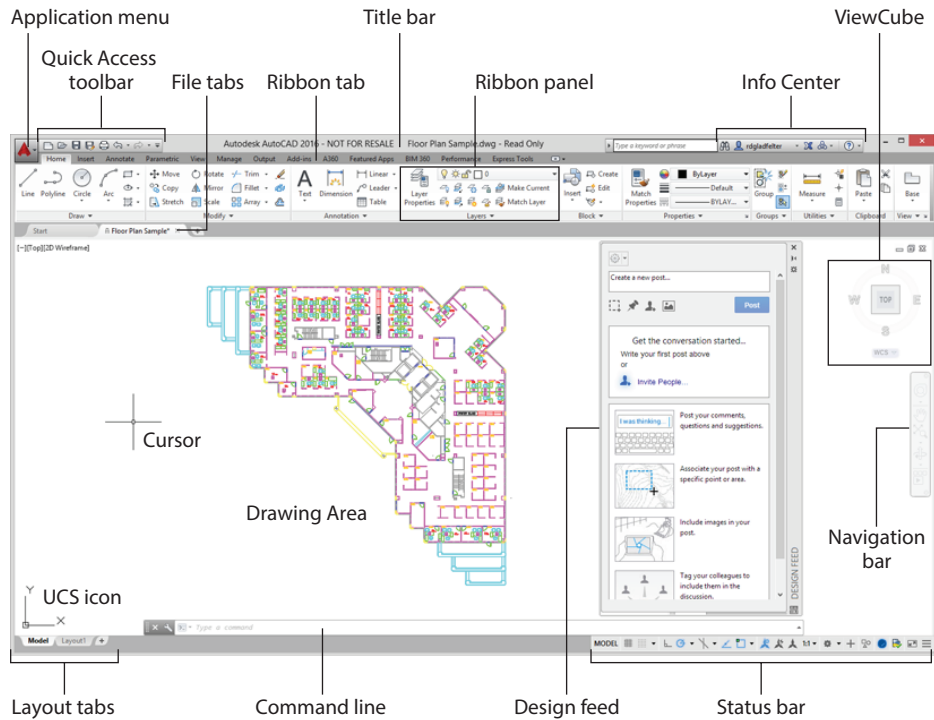 Application menu
Title bar
ViewCube
Quick Access
toolbar
File tabs
Ribbon tab
Ribbon panel
Info Center
Autodesk AutoCAD 2016 - NOT FOR RESALE Floor Plan Sample.dwg - Read Only
Type a keyword or phrase
rdgladfelter
Home Insert Annotate Parametric View Manage Output Add-ins A360 Featured Apps BIM 360 Performance Express Tools
Line Polyline Circle Arc
Move Rotate Trim
Copy Mirror Fillet
Stretch Scale Array
Text Dimension
Linear
Leader
Table
Layer
Properties
0
Make Current
Match Layer
Insert
Create
Edit
Match
Properties
ByLayer
Default
BYLAY...
Group
Measure
Paste
Base
Draw Modify Annotation Layers Block Properties Groups Utilities Clipboard View
Start
Floor Plan Sample*
[-][Top][2D Wireframe]
Create a new post...
Post
Get the conversation started...
Write your first post above
or
Invite People...
I was thinking...
Post your comments,
questions and suggestions.
Associate your post with a
specific point or area.
Include images in your
post.
Tag your colleagues to
include them in the
discussion.
DESIGN FEED
N
W TOP E
S
WCS
Cursor
Drawing Area
Navigation
bar
Y
UCS icon
X
Type a command
Model Layout1 +
MODEL
1:1
Layout tabs
Command line
Design feed
Status bar